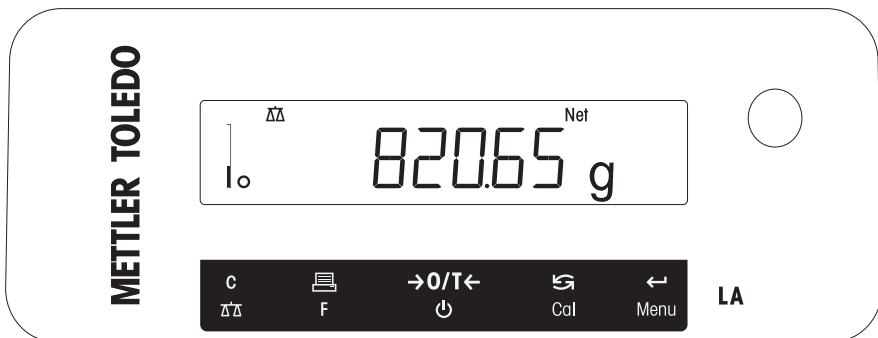 METTLER TOLEDO
Net
820.65 g
C →0/T←
F Cal Menu
LA